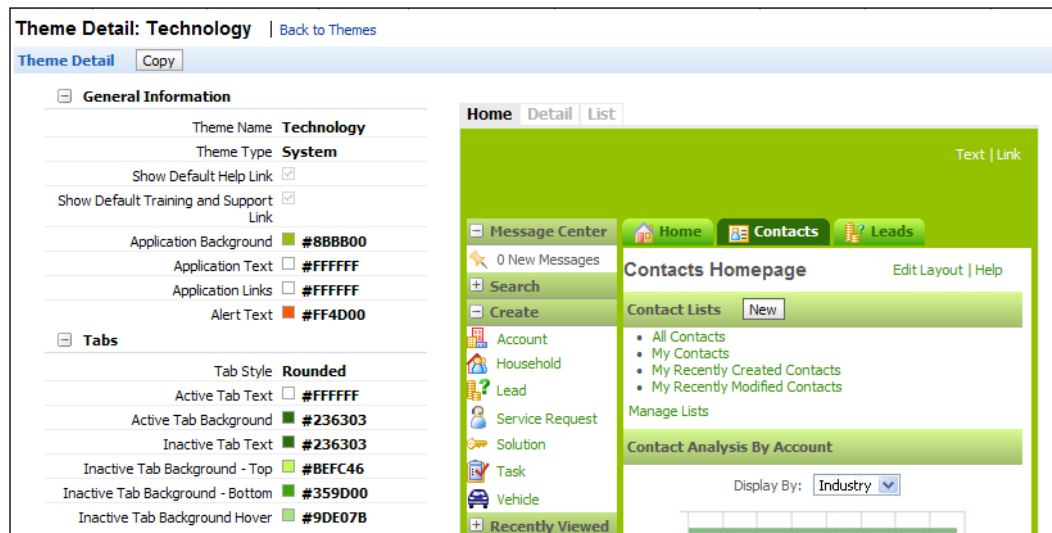 Theme Detail: Technology | Back to Themes
Theme Detail Copy
General Information
Theme Name Technology
Theme Type System
Show Default Help Link
Show Default Training and Support
Link
Application Background #8BBB00
Application Text #FFFFFF
Application Links #FFFFFF
Alert Text #FF4D00
Tabs
Tab Style Rounded
Active Tab Text #FFFFFF
Active Tab Background #236303
Inactive Tab Text #236303
Inactive Tab Background - Top #BEFC46
Inactive Tab Background - Bottom #359D00
Inactive Tab Background Hover #9DE07B
Home Detail List
Text | Link
Message Center
0 New Messages
Search
Create
Account
Household
Lead
Service Request
Solution
Task
Vehicle
Recently Viewed
Home Contacts Leads
Contacts Homepage Edit Layout | Help
Contact Lists New
All Contacts
My Contacts
My Recently Created Contacts
My Recently Modified Contacts
Manage Lists
Contact Analysis By Account
Display By: Industry